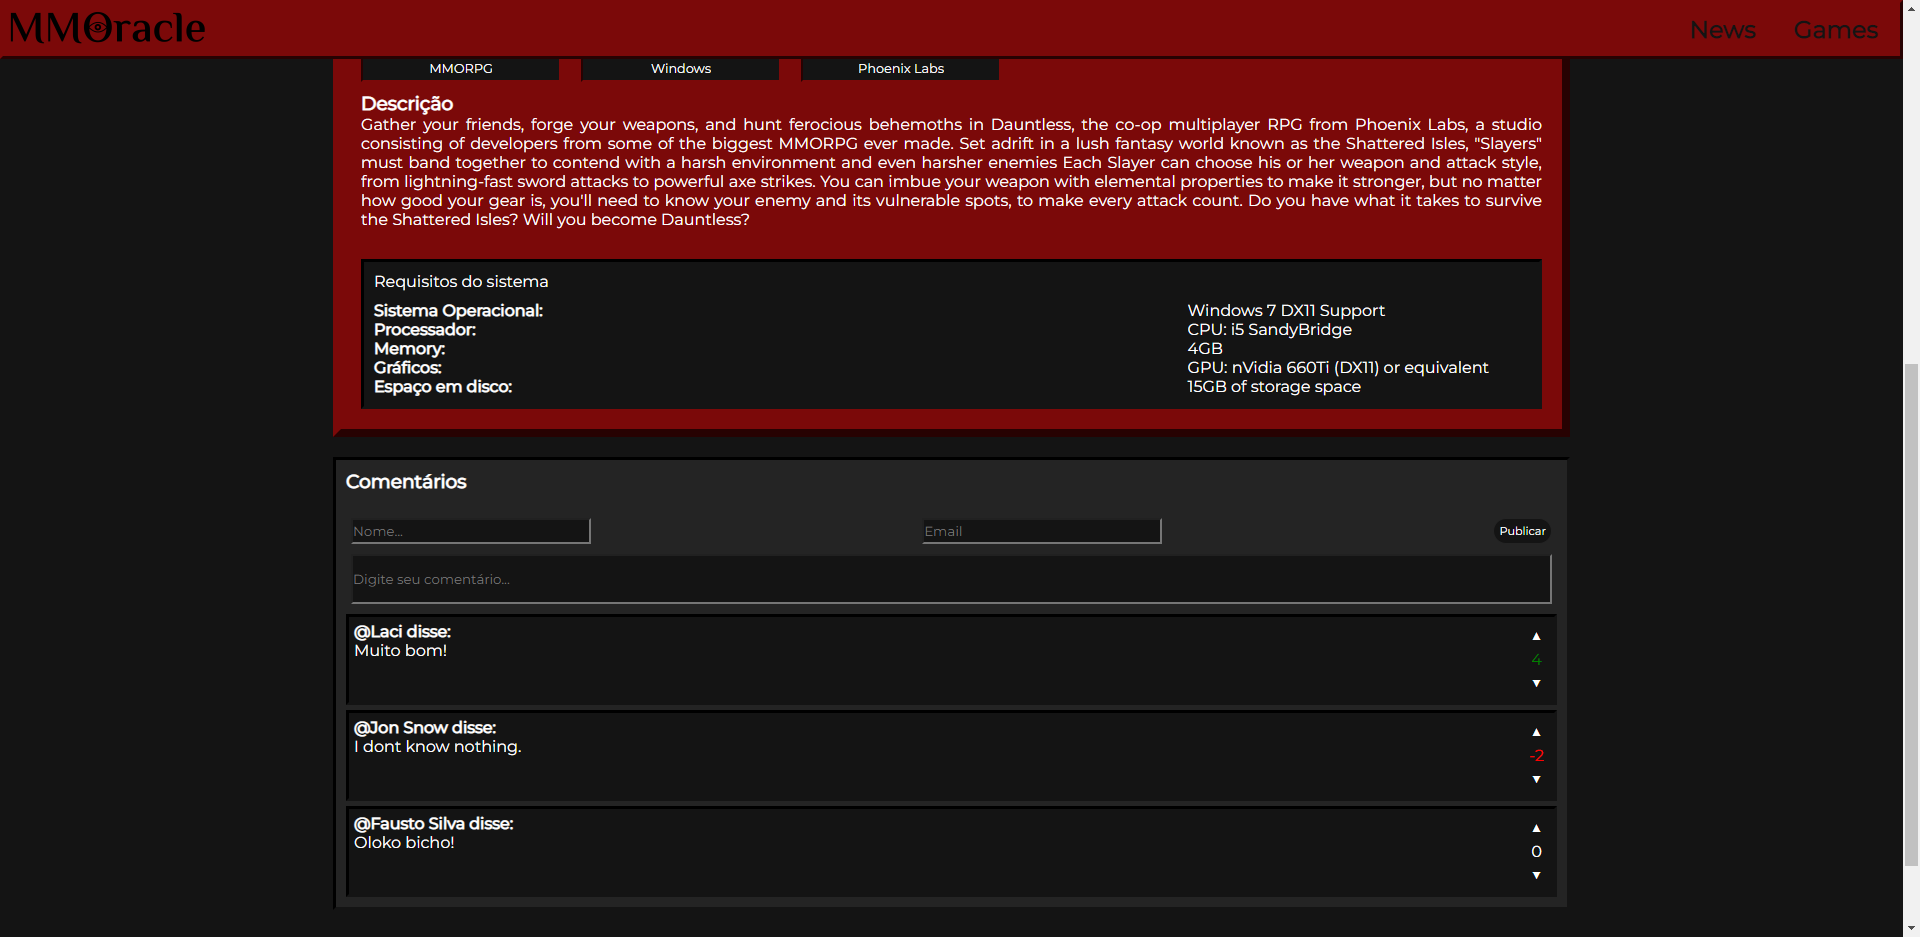 MMOracle
News Games
MMORPG Windows Phoenix Labs
Descrição
Gather your friends, forge your weapons, and hunt ferocious behemoths in Dauntless, the co-op multiplayer RPG from Phoenix Labs, a studio
consisting of developers from some of the biggest MMORPG ever made. Set adrift in a lush fantasy world known as the Shattered Isles, "Slayers"
must band together to contend with a harsh environment and even harsher enemies Each Slayer can choose his or her weapon and attack style,
from lightning-fast sword attacks to powerful axe strikes. You can imbue your weapon with elemental properties to make it stronger, but no matter
how good your gear is, you'll need to know your enemy and its vulnerable spots, to make every attack count. Do you have what it takes to survive
the Shattered Isles? Will you become Dauntless?
Requisitos do sistema
Sistema Operacional: Windows 7 DX11 Support
Processador: CPU: i5 SandyBridge
Memory: 4GB
Gráficos: GPU: nVidia 660Ti (DX11) or equivalent
Espaço em disco: 15GB of storage space
Comentários
Nome... Email Publicar
Digite seu comentário...
@Laci disse:
Muito bom!
▲
4
▼
@Jon Snow disse:
I dont know nothing.
▲
-2
▼
@Fausto Silva disse:
Oloko bicho!
▲
0
▼